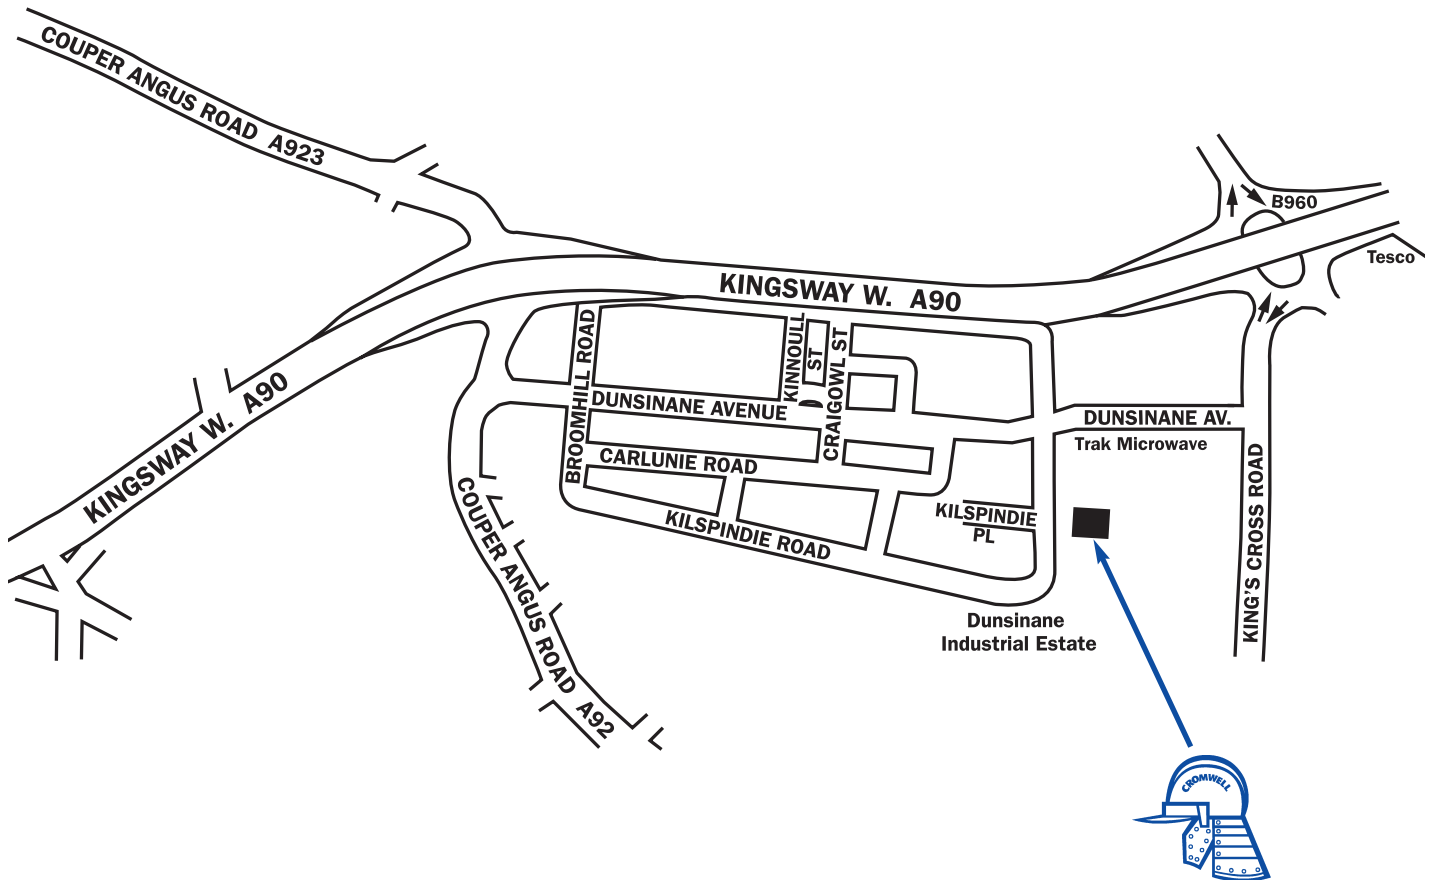 COUPER ANGUS ROAD A923
B960
Tesco
KINGSWAY W. A90
KINNOULL
ST
CRAIGOWL ST
BROOMHILL ROAD
KINGSWAY W. A90
DUNSINANE AVENUE
DUNSINANE AV.
Trak Microwave
CARLUNIE ROAD
KILSPINDIE
PL
KILSPINDIE ROAD
COUPER ANGUS ROAD A92
KING'S CROSS ROAD
Dunsinane
Industrial Estate
CROMWELL